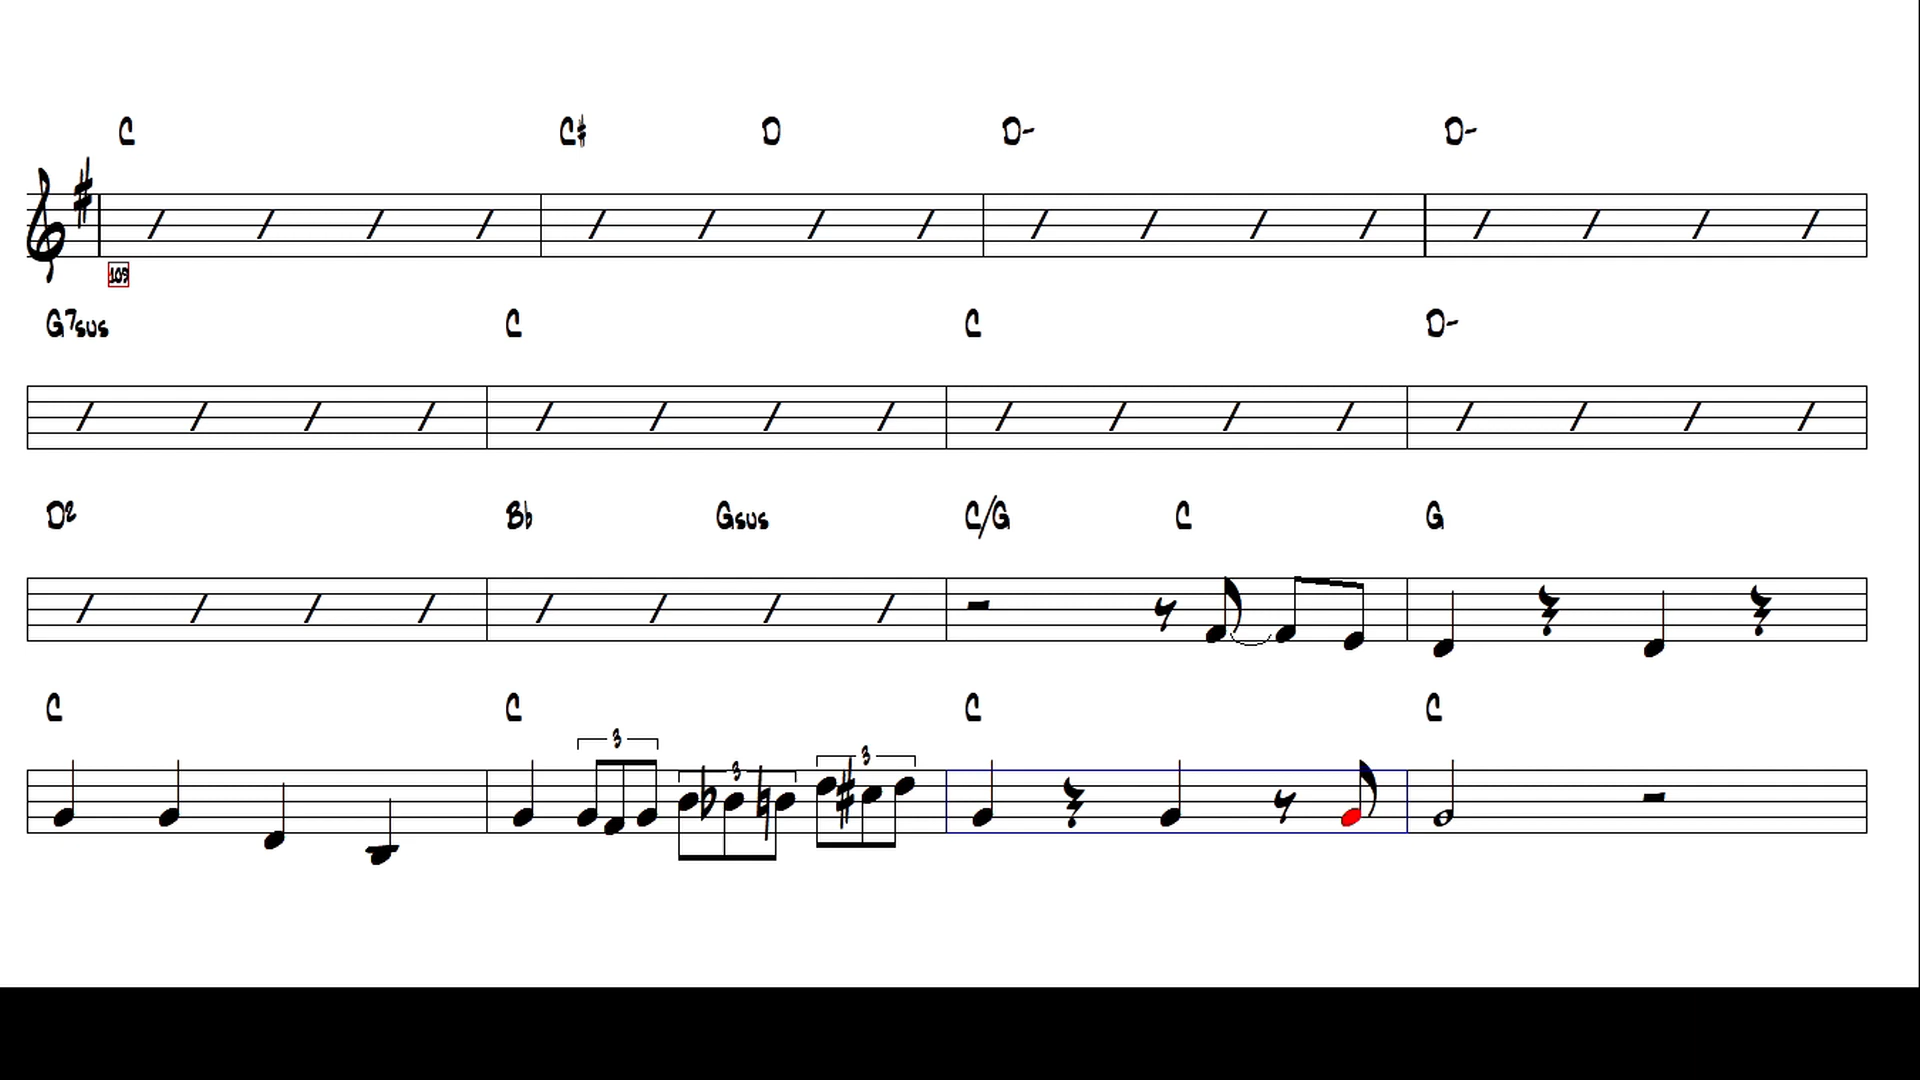 C C♯ D D- D-
109
G7sus C C D-
D2 B♭ Gsus C/G C G
C C C C
3 3 3